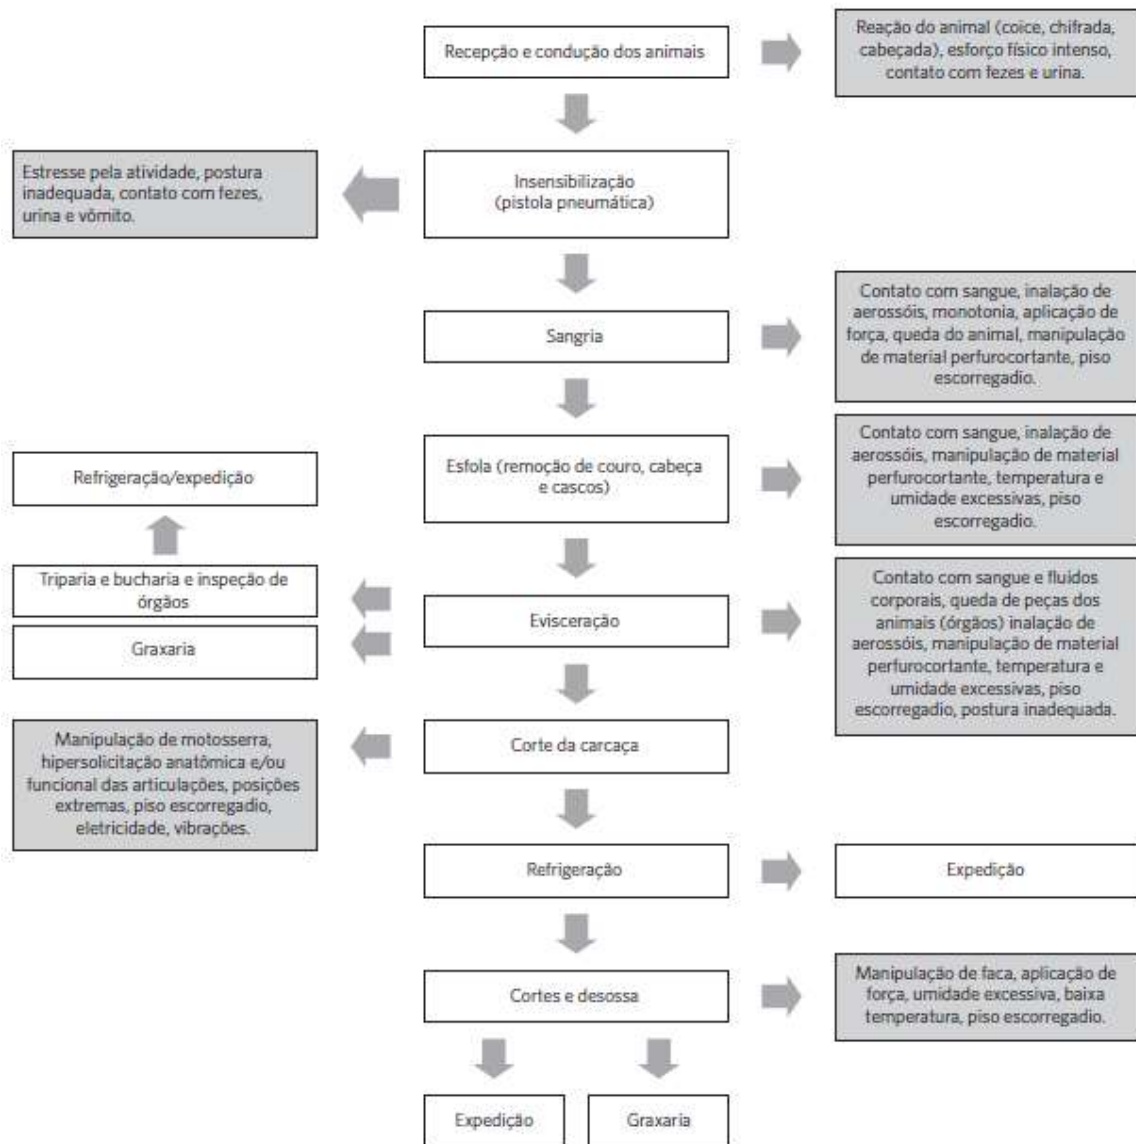 Recepção e condução dos animais
Reação do animal (coice, chifrada,
cabeçada), esforço físico intenso,
contato com fezes e urina.
Estresse pela atividade, postura
inadequada, contato com fezes,
urina e vômito.
Insensibilização
(pistola pneumática)
Sangria
Contato com sangue, inalação de
aerossóis, monotonia, aplicação de
força, queda do animal, manipulação
de material perfurocortante, piso
escorregadio.
Refrigeração/expedição
Esfola (remoção de couro, cabeça
e cascos)
Contato com sangue, inalação de
aerossóis, manipulação de material
perfurocortante, temperatura e
umidade excessivas, piso
escorregadio.
Triparia e bucharia e inspeção de
órgãos
Graxaria
Evisceração
Contato com sangue e fluidos
corporais, queda de peças dos
animais (órgãos) inalação de
aerossóis, manipulação de material
perfurocortante, temperatura e
umidade excessivas, piso
escorregadio, postura inadequada.
Manipulação de motosserra,
hipersolicitação anatômica e/ou
funcional das articulações, posições
extremas, piso escorregadio,
eletricidade, vibrações.
Corte da carcaça
Refrigeração
Expedição
Cortes e desossa
Manipulação de faca, aplicação de
força, umidade excessiva, baixa
temperatura, piso escorregadio.
Expedição
Graxaria